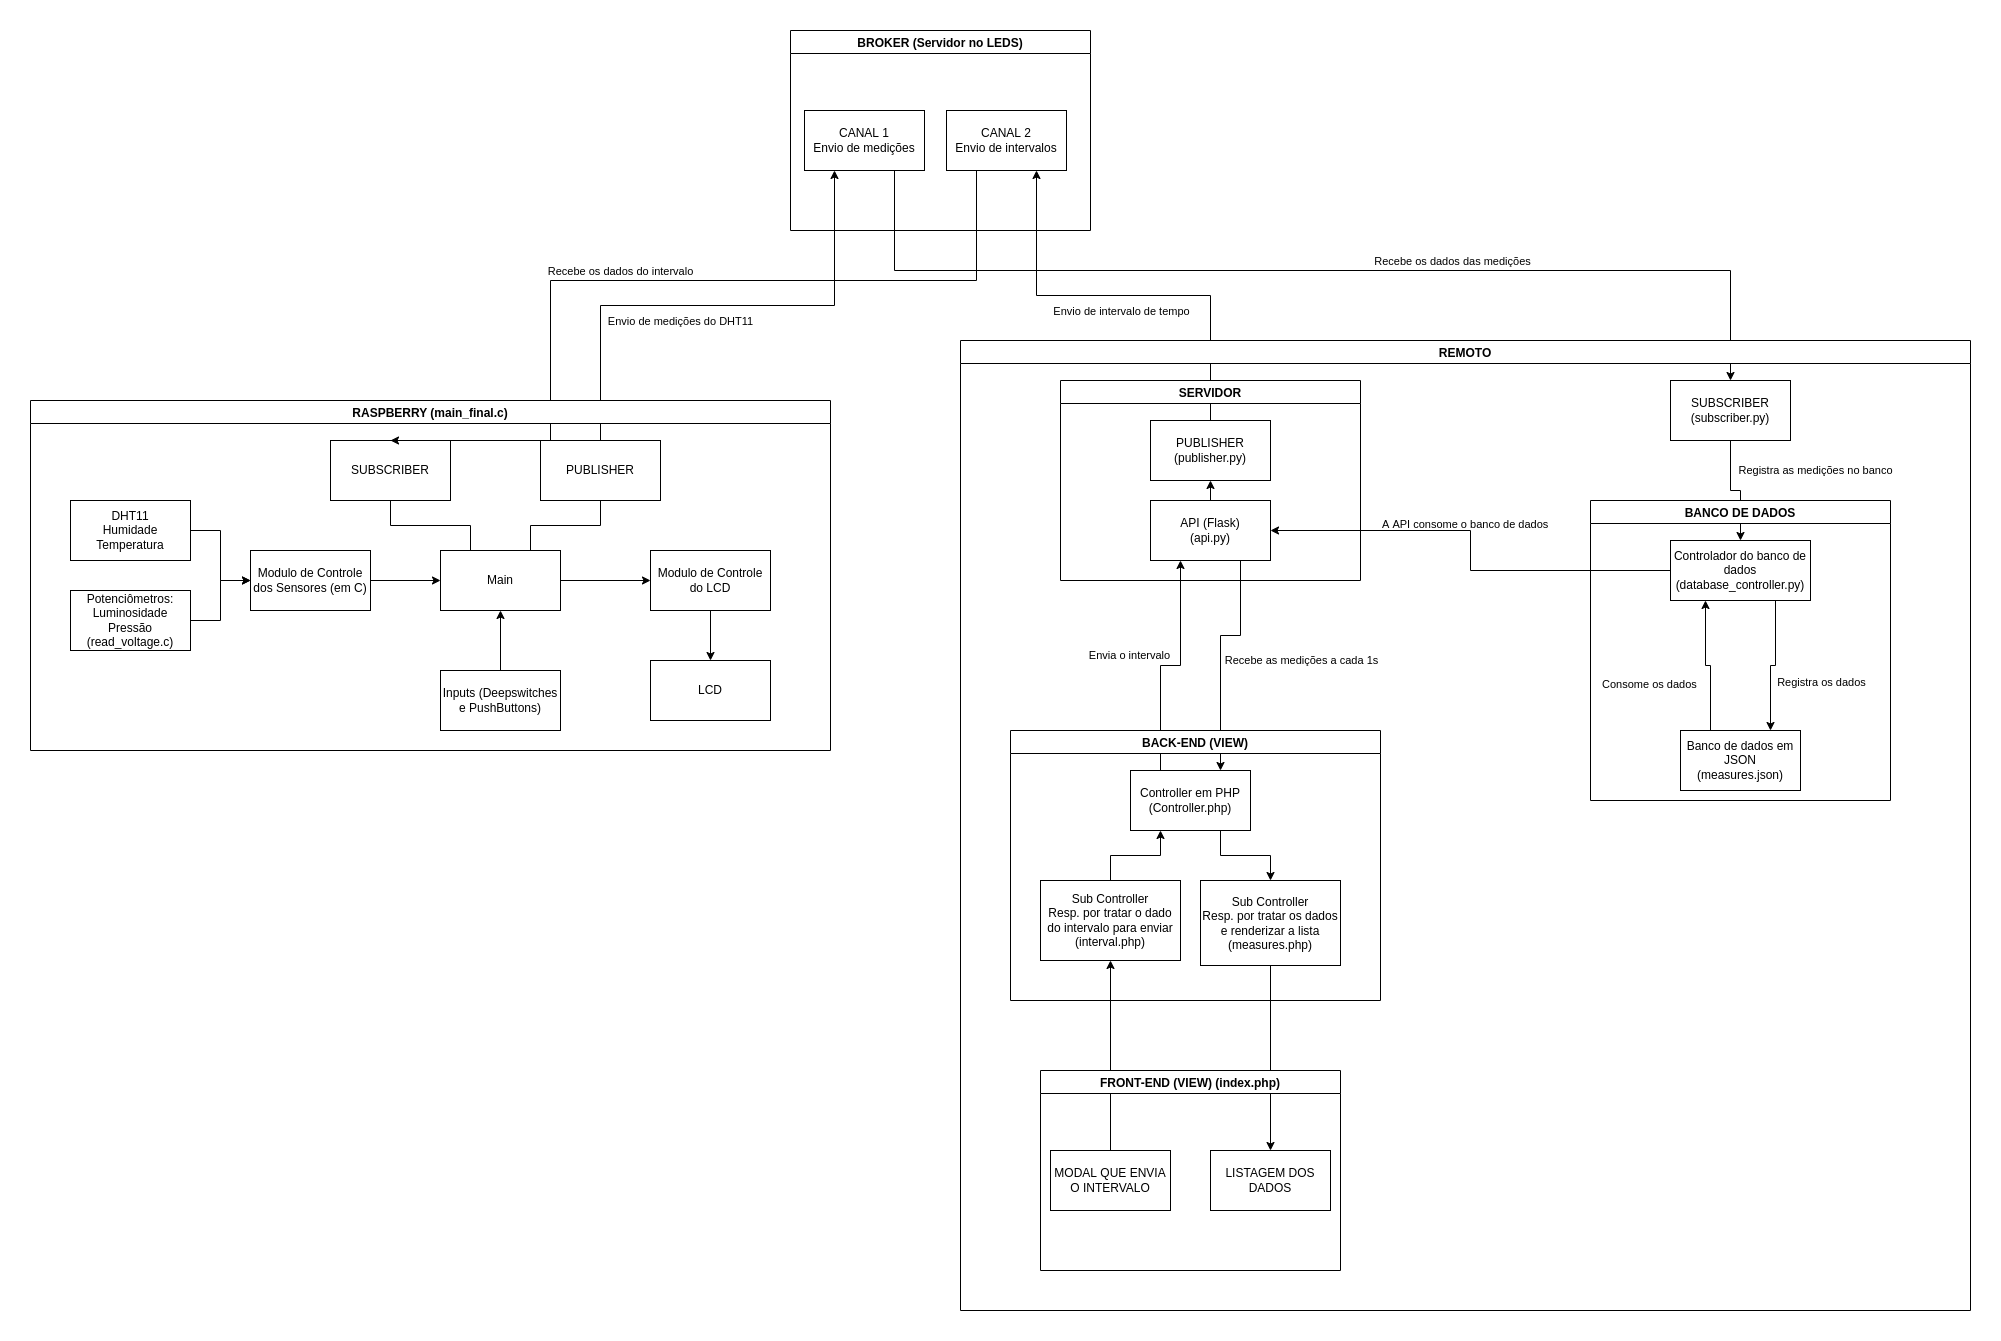 BROKER (Servidor no LEDS)
CANAL 1
Envio de medições
CANAL 2
Envio de intervalos
Recebe os dados do intervalo
Recebe os dados das medições
Envio de medições do DHT11
Envio de intervalo de tempo
RASPBERRY (main_final.c)
SUBSCRIBER
PUBLISHER
DHT11
Humidade
Temperatura
Potenciômetros:
Luminosidade
Pressão
(read_voltage.c)
Modulo de Controle
dos Sensores (em C)
Main
Modulo de Controle
do LCD
Inputs (Deepswitches
e PushButtons)
LCD
REMOTO
SERVIDOR
PUBLISHER
(publisher.py)
API (Flask)
(api.py)
SUBSCRIBER
(subscriber.py)
Registra as medições no banco
A API consome o banco de dados
BANCO DE DADOS
Controlador do banco de
dados
(database_controller.py)
Consome os dados
Registra os dados
Banco de dados em
JSON
(measures.json)
Envia o intervalo
Recebe as medições a cada 1s
BACK-END (VIEW)
Controller em PHP
(Controller.php)
Sub Controller
Resp. por tratar o dado
do intervalo para enviar
(interval.php)
Sub Controller
Resp. por tratar os dados
e renderizar a lista
(measures.php)
FRONT-END (VIEW) (index.php)
MODAL QUE ENVIA
O INTERVALO
LISTAGEM DOS
DADOS